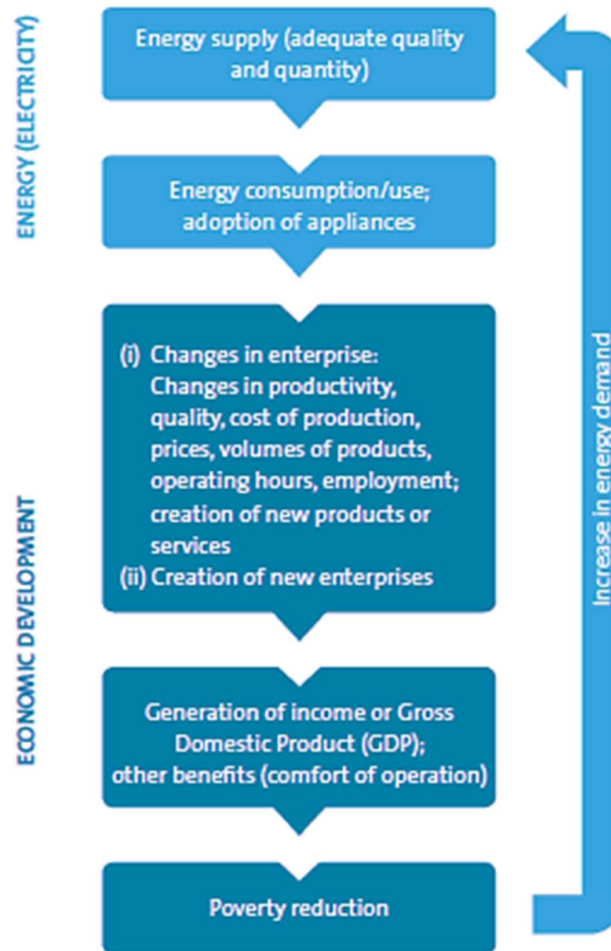 ENERGY (ELECTRICITY)
Energy supply (adequate quality
and quantity)
Energy consumption/use;
adoption of appliances
ECONOMIC DEVELOPMENT
(i) Changes in enterprise:
Changes in productivity,
quality, cost of production,
prices, volumes of products,
operating hours, employment;
creation of new products or
services
(ii) Creation of new enterprises
Generation of income or Gross
Domestic Product (GDP);
other benefits (comfort of operation)
Poverty reduction
Increase in energy demand